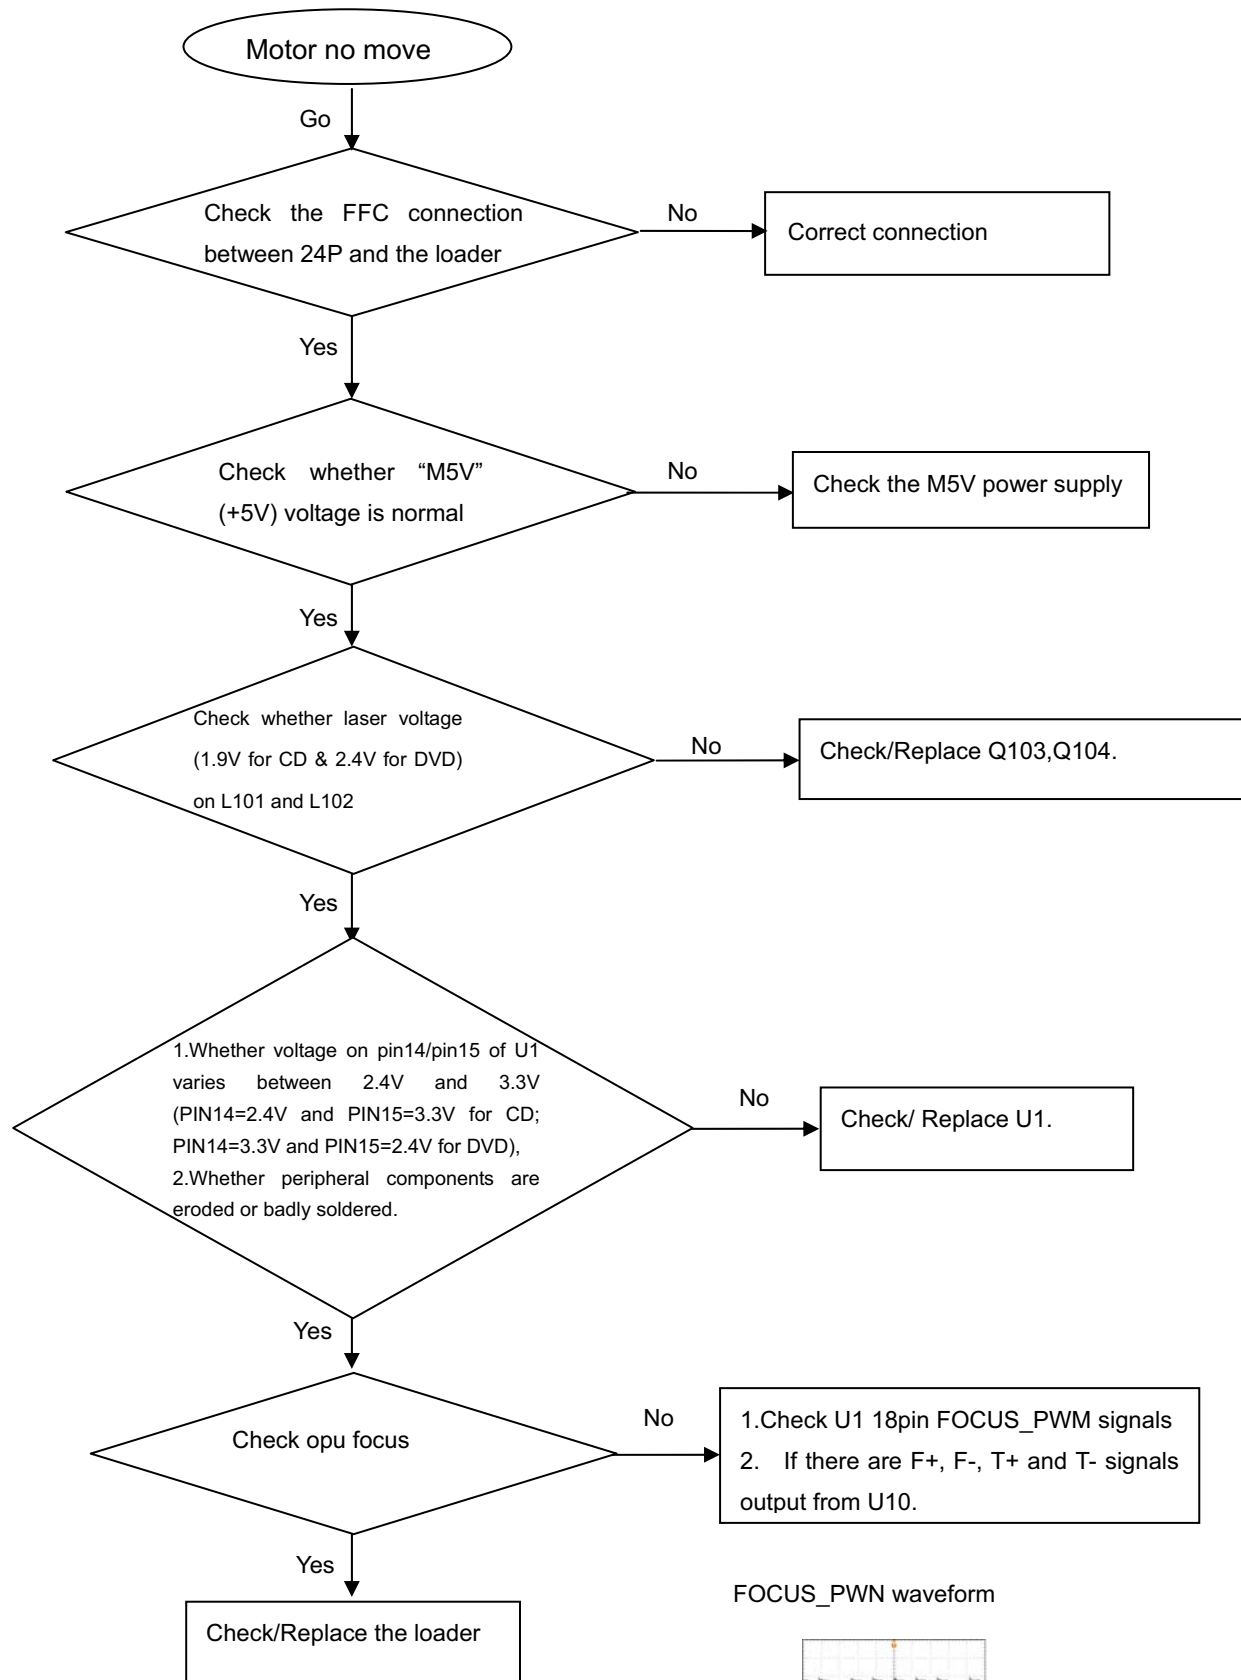 Motor no move
Go
Check the FFC connection
between 24P and the loader
No
Correct connection
Yes
Check whether “M5V”
(+5V) voltage is normal
No
Check the M5V power supply
Yes
Check whether laser voltage
(1.9V for CD & 2.4V for DVD)
on L101 and L102
No
Check/Replace Q103,Q104.
Yes
1.Whether voltage on pin14/pin15 of U1
varies between 2.4V and 3.3V
(PIN14=2.4V and PIN15=3.3V for CD;
PIN14=3.3V and PIN15=2.4V for DVD),
2.Whether peripheral components are
eroded or badly soldered.
No
Check/ Replace U1.
Yes
Check opu focus
No
1.Check U1 18pin FOCUS_PWM signals
2. If there are F+, F-, T+ and T- signals
output from U10.
Yes
Check/Replace the loader
FOCUS_PWN waveform